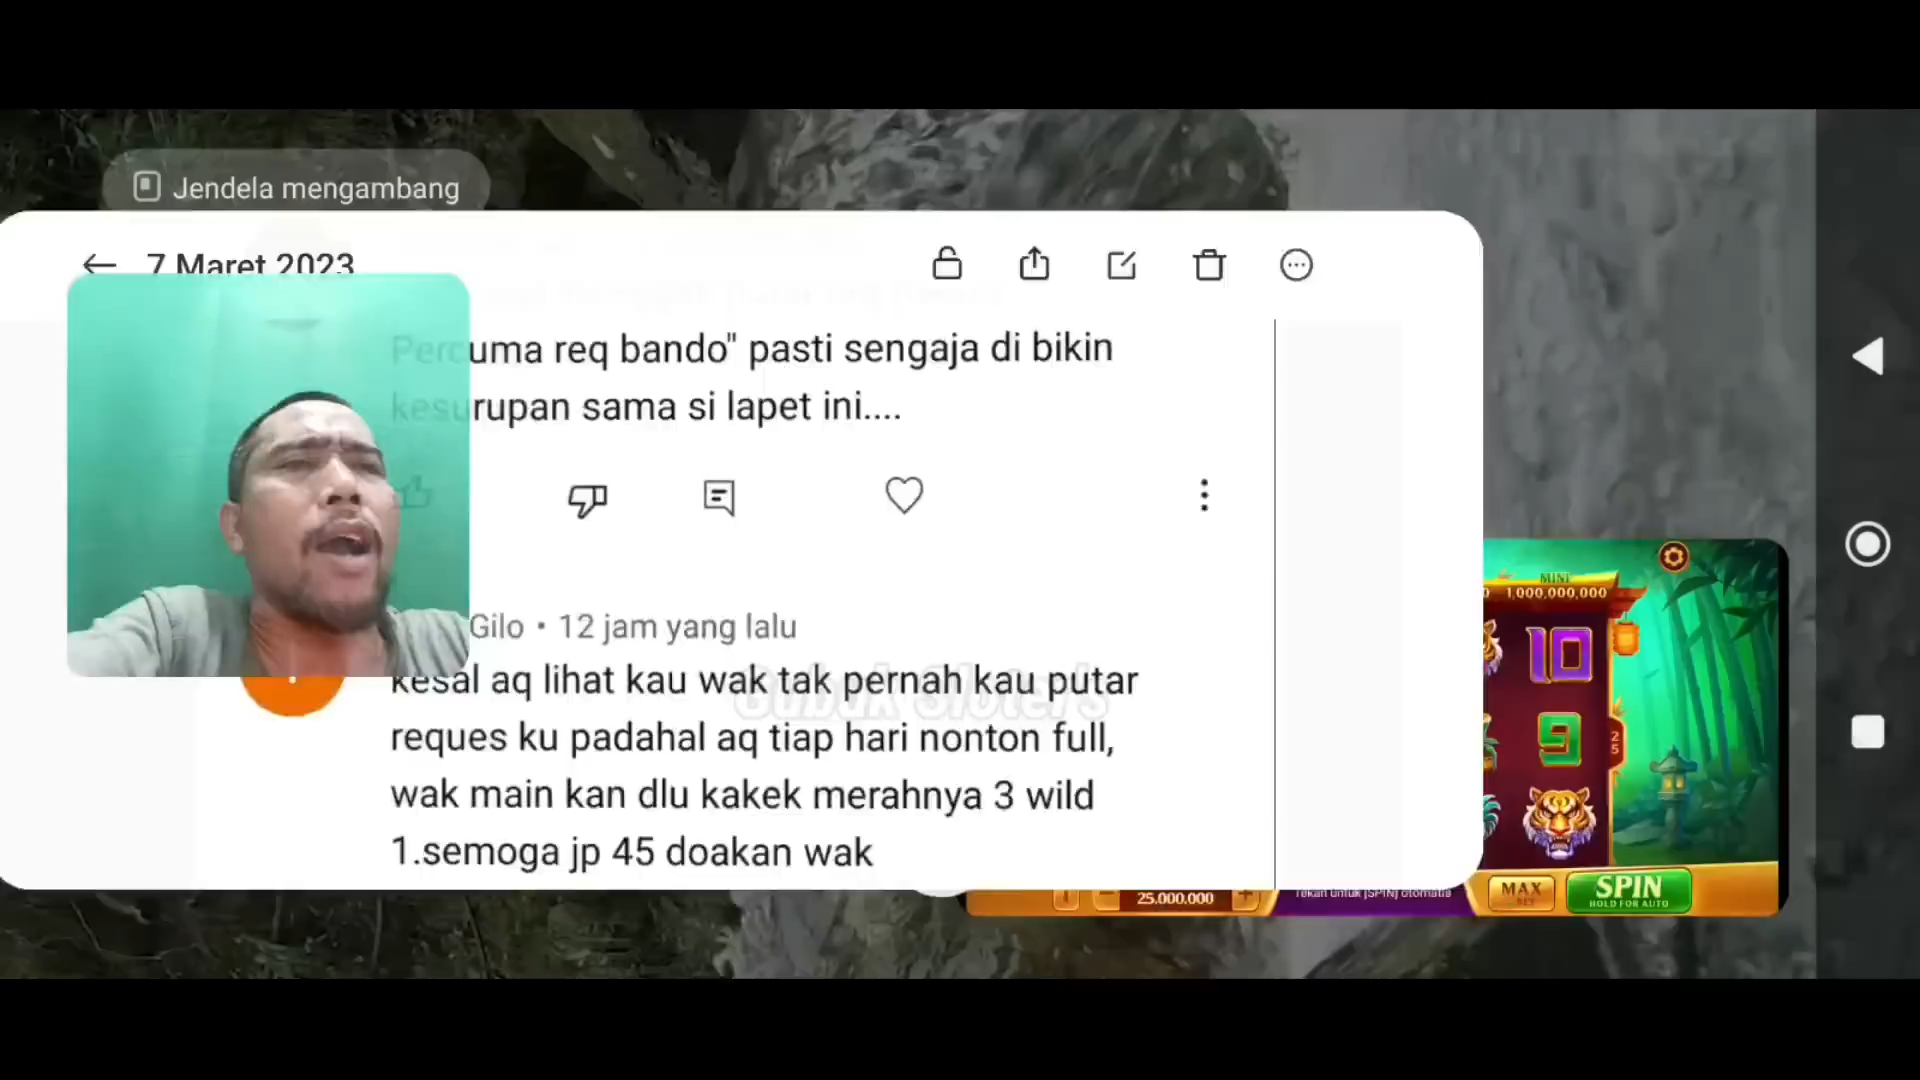 Jendela mengambang
7 Maret 2023
Percuma req bando" pasti sengaja di bikin
kesurupan sama si lapet ini....
Gilo • 12 jam yang lalu
kesal aq lihat kau wak tak pernah kau putar
reques ku padahal aq tiap hari nonton full,
wak main kan dlu kakek merahnya 3 wild
1.semoga jp 45 doakan wak
Gubuk Sloters
MINI
1,000,000,000
10
9
25
25.000.000
Tekan untuk [SPIN] otomatis
MAX
BET
SPIN
HOLD FOR AUTO